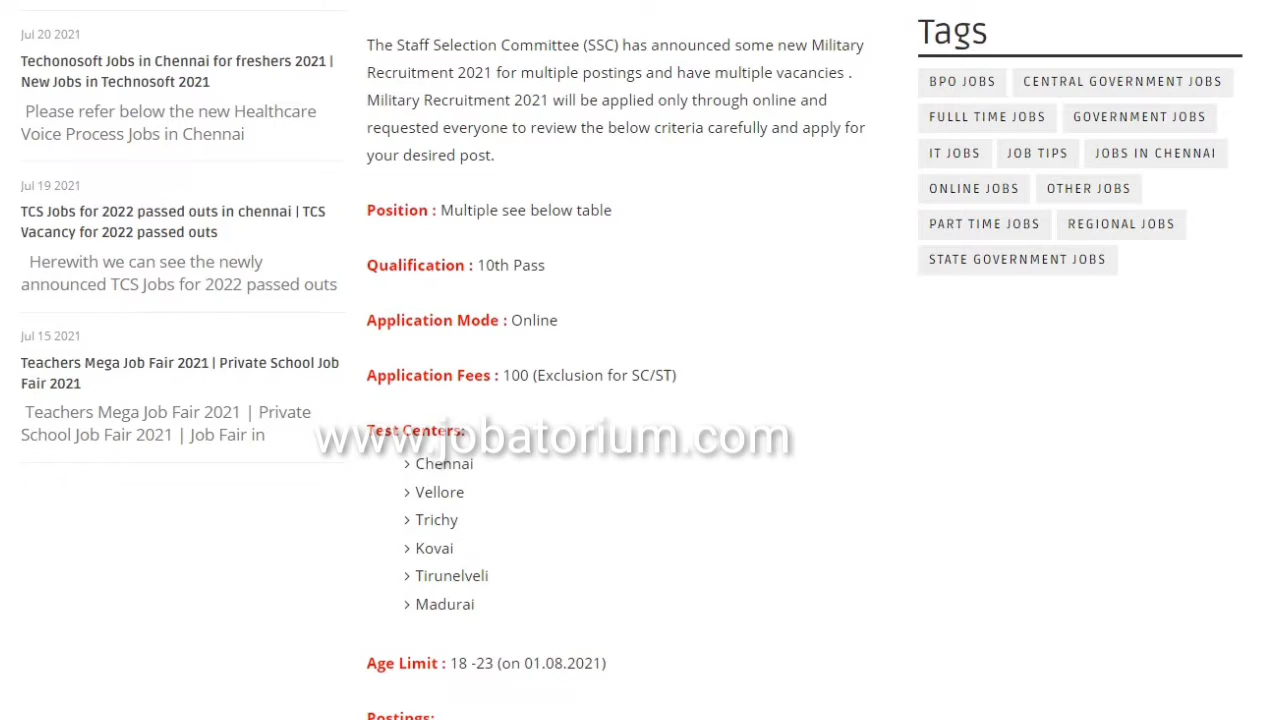 Jul 20 2021
Techonosoft Jobs in Chennai for freshers 2021 |
New Jobs in Technosoft 2021
Please refer below the new Healthcare
Voice Process Jobs in Chennai
Jul 19 2021
TCS Jobs for 2022 passed outs in chennai | TCS
Vacancy for 2022 passed outs
Herewith we can see the newly
announced TCS Jobs for 2022 passed outs
Jul 15 2021
Teachers Mega Job Fair 2021 | Private School Job
Fair 2021
Teachers Mega Job Fair 2021 | Private
School Job Fair 2021 | Job Fair in
The Staff Selection Committee (SSC) has announced some new Military
Recruitment 2021 for multiple postings and have multiple vacancies .
Military Recruitment 2021 will be applied only through online and
requested everyone to review the below criteria carefully and apply for
your desired post.
Position : Multiple see below table
Qualification : 10th Pass
Application Mode : Online
Application Fees : 100 (Exclusion for SC/ST)
Test Centers:
www.jobatorium.com
> Chennai
> Vellore
> Trichy
> Kovai
> Tirunelveli
> Madurai
Age Limit : 18 -23 (on 01.08.2021)
Postings:
Tags
BPO JOBS CENTRAL GOVERNMENT JOBS
FULLL TIME JOBS GOVERNMENT JOBS
IT JOBS JOB TIPS JOBS IN CHENNAI
ONLINE JOBS OTHER JOBS
PART TIME JOBS REGIONAL JOBS
STATE GOVERNMENT JOBS